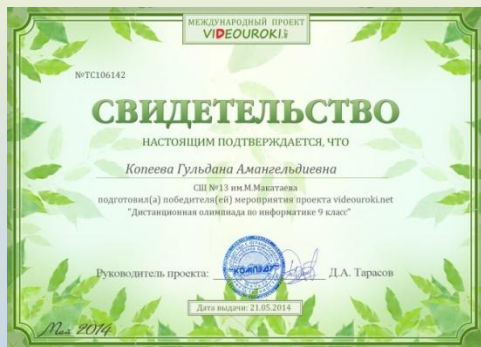 МЕЖДУНАРОДНЫЙ ПРОЕКТ
VIDEOUROKI
№ТС106142
СВИДЕТЕЛЬСТВО
НАСТОЯЩИМ ПОДТВЕРЖДАЕТСЯ, ЧТО
Копеева Гульдана Амангельдиевна
СШ №13 им.М.Макатаева
подготовил(а) победителя(ей) мероприятия проекта videouroki.net
"Дистанционная олимпиада по информатике 9 класс"
Руководитель проекта: Д.А. Тарасов
Дата выдачи: 21.05.2014
Май 2014